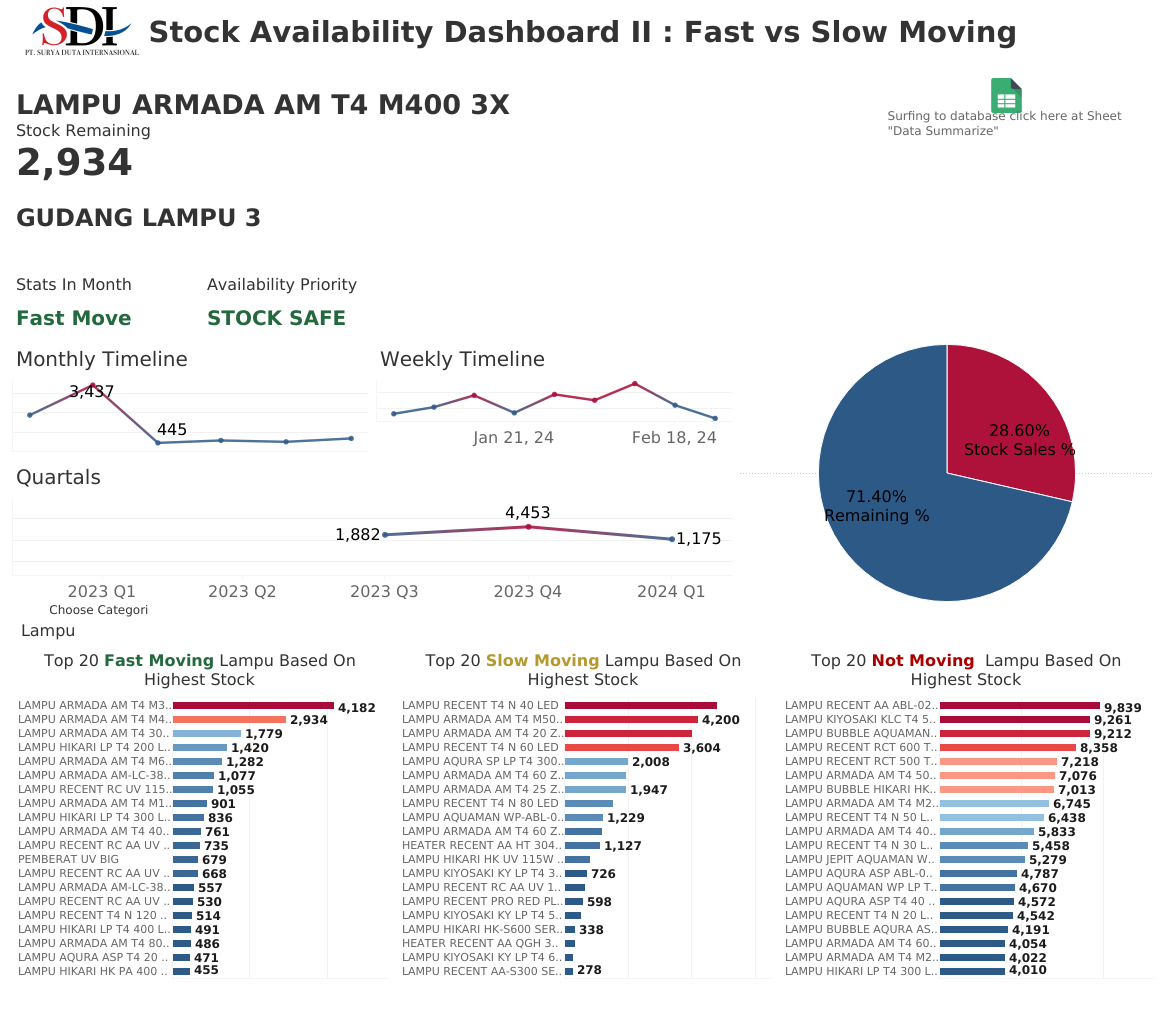 SDI
PT. SURYA DUTA INTERNASIONAL
Stock Availability Dashboard II : Fast vs Slow Moving
LAMPU ARMADA AM T4 M400 3X
Stock Remaining
2,934
Surfing to database click here at Sheet
"Data Summarize"
GUDANG LAMPU 3
Stats In Month
Availability Priority
Fast Move
STOCK SAFE
Monthly Timeline
3,437
445
Weekly Timeline
Jan 21, 24
Feb 18, 24
28.60%
Stock Sales %
71.40%
Remaining %
Quartals
1,882
4,453
1,175
2023 Q1
2023 Q2
2023 Q3
2023 Q4
2024 Q1
Choose Categori
Lampu
Top 20 Fast Moving Lampu Based On
Highest Stock
LAMPU ARMADA AM T4 M3.. 4,182
LAMPU ARMADA AM T4 M4.. 2,934
LAMPU ARMADA AM T4 30.. 1,779
LAMPU HIKARI LP T4 200 L.. 1,420
LAMPU ARMADA AM T4 M6.. 1,282
LAMPU ARMADA AM-LC-38.. 1,077
LAMPU RECENT RC UV 115.. 1,055
LAMPU ARMADA AM T4 M1.. 901
LAMPU HIKARI LP T4 300 L.. 836
LAMPU ARMADA AM T4 40.. 761
LAMPU RECENT RC AA UV .. 735
PEMBERAT UV BIG 679
LAMPU RECENT RC AA UV .. 668
LAMPU ARMADA AM-LC-38.. 557
LAMPU RECENT RC AA UV .. 530
LAMPU RECENT T4 N 120 .. 514
LAMPU HIKARI LP T4 400 L.. 491
LAMPU ARMADA AM T4 80.. 486
LAMPU AQURA ASP T4 20 .. 471
LAMPU HIKARI HK PA 400 .. 455
Top 20 Slow Moving Lampu Based On
Highest Stock
LAMPU RECENT T4 N 40 LED
LAMPU ARMADA AM T4 M50.. 4,200
LAMPU ARMADA AM T4 20 Z..
LAMPU RECENT T4 N 60 LED 3,604
LAMPU AQURA SP LP T4 300.. 2,008
LAMPU ARMADA AM T4 60 Z..
LAMPU ARMADA AM T4 25 Z.. 1,947
LAMPU RECENT T4 N 80 LED
LAMPU AQUAMAN WP-ABL-0.. 1,229
LAMPU ARMADA AM T4 60 Z..
HEATER RECENT AA HT 304.. 1,127
LAMPU HIKARI HK UV 115W ..
LAMPU KIYOSAKI KY LP T4 3.. 726
LAMPU RECENT RC AA UV 1..
LAMPU RECENT PRO RED PL.. 598
LAMPU KIYOSAKI KY LP T4 5..
LAMPU HIKARI HK-S600 SER.. 338
HEATER RECENT AA QGH 3..
LAMPU KIYOSAKI KY LP T4 6..
LAMPU RECENT AA-S300 SE.. 278
Top 20 Not Moving Lampu Based On
Highest Stock
LAMPU RECENT AA ABL-02.. 9,839
LAMPU KIYOSAKI KLC T4 5.. 9,261
LAMPU BUBBLE AQUAMAN.. 9,212
LAMPU RECENT RCT 600 T.. 8,358
LAMPU RECENT RCT 500 T.. 7,218
LAMPU ARMADA AM T4 50.. 7,076
LAMPU BUBBLE HIKARI HK.. 7,013
LAMPU ARMADA AM T4 M2.. 6,745
LAMPU RECENT T4 N 50 L.. 6,438
LAMPU ARMADA AM T4 40.. 5,833
LAMPU RECENT T4 N 30 L.. 5,458
LAMPU JEPIT AQUAMAN W.. 5,279
LAMPU AQURA ASP ABL-0.. 4,787
LAMPU AQUAMAN WP LP T.. 4,670
LAMPU AQURA ASP T4 40 .. 4,572
LAMPU RECENT T4 N 20 L.. 4,542
LAMPU BUBBLE AQURA AS.. 4,191
LAMPU ARMADA AM T4 60.. 4,054
LAMPU ARMADA AM T4 M2.. 4,022
LAMPU HIKARI LP T4 300 L.. 4,010